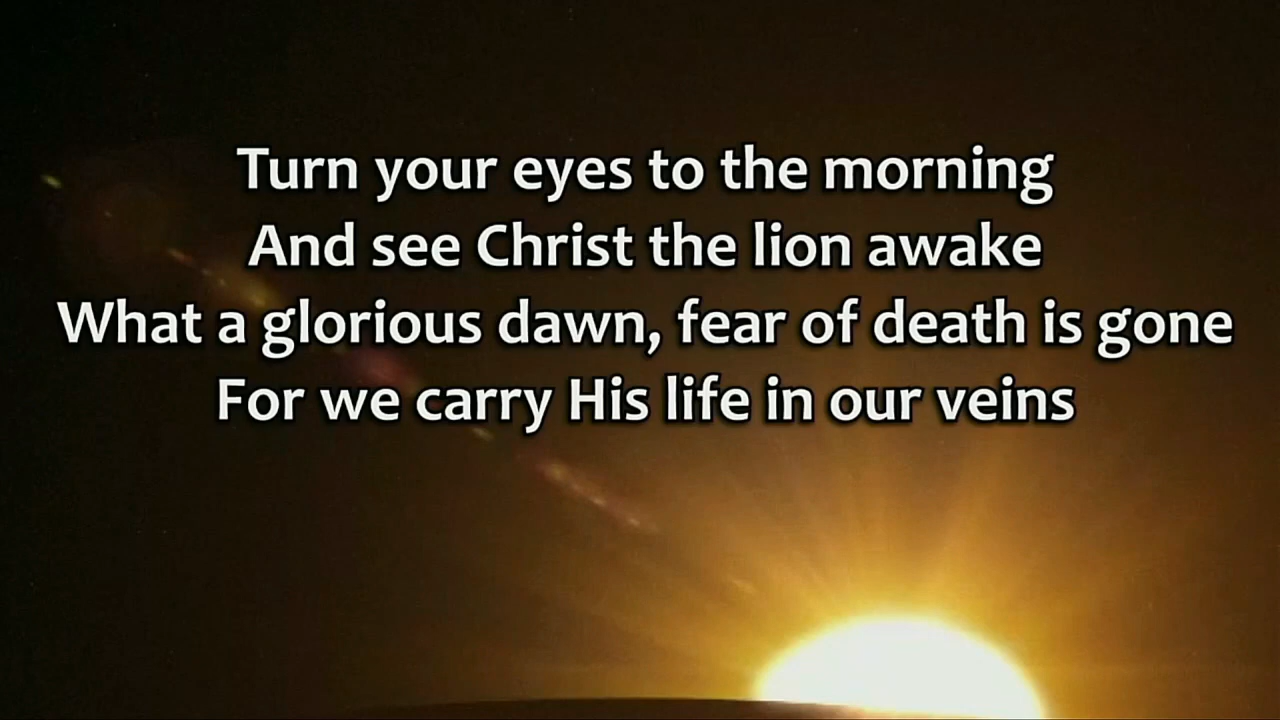 Turn your eyes to the morning
And see Christ the lion awake
What a glorious dawn, fear of death is gone
For we carry His life in our veins